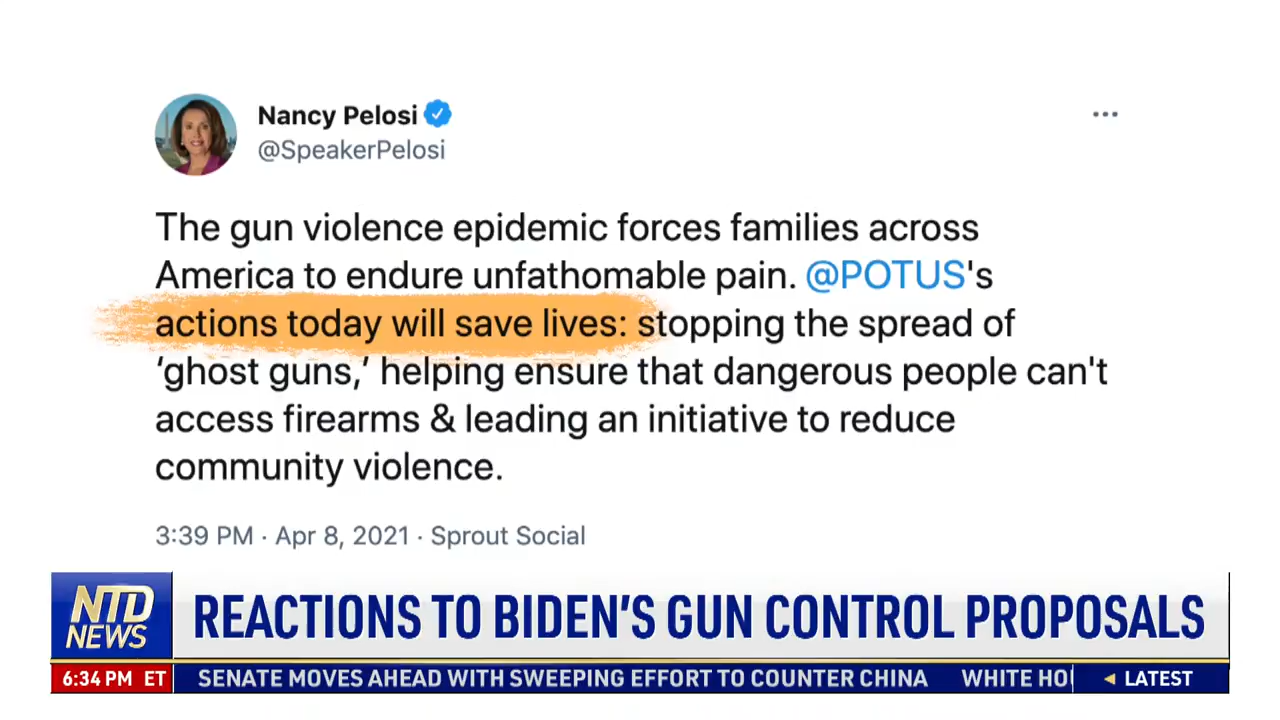 Nancy Pelosi
@SpeakerPelosi
The gun violence epidemic forces families across
America to endure unfathomable pain. @POTUS's
actions today will save lives: stopping the spread of
‘ghost guns,’ helping ensure that dangerous people can't
access firearms & leading an initiative to reduce
community violence.
3:39 PM · Apr 8, 2021 · Sprout Social
NTD
NEWS
REACTIONS TO BIDEN'S GUN CONTROL PROPOSALS
6:34 PM ET
SENATE MOVES AHEAD WITH SWEEPING EFFORT TO COUNTER CHINA WHITE HO
LATEST